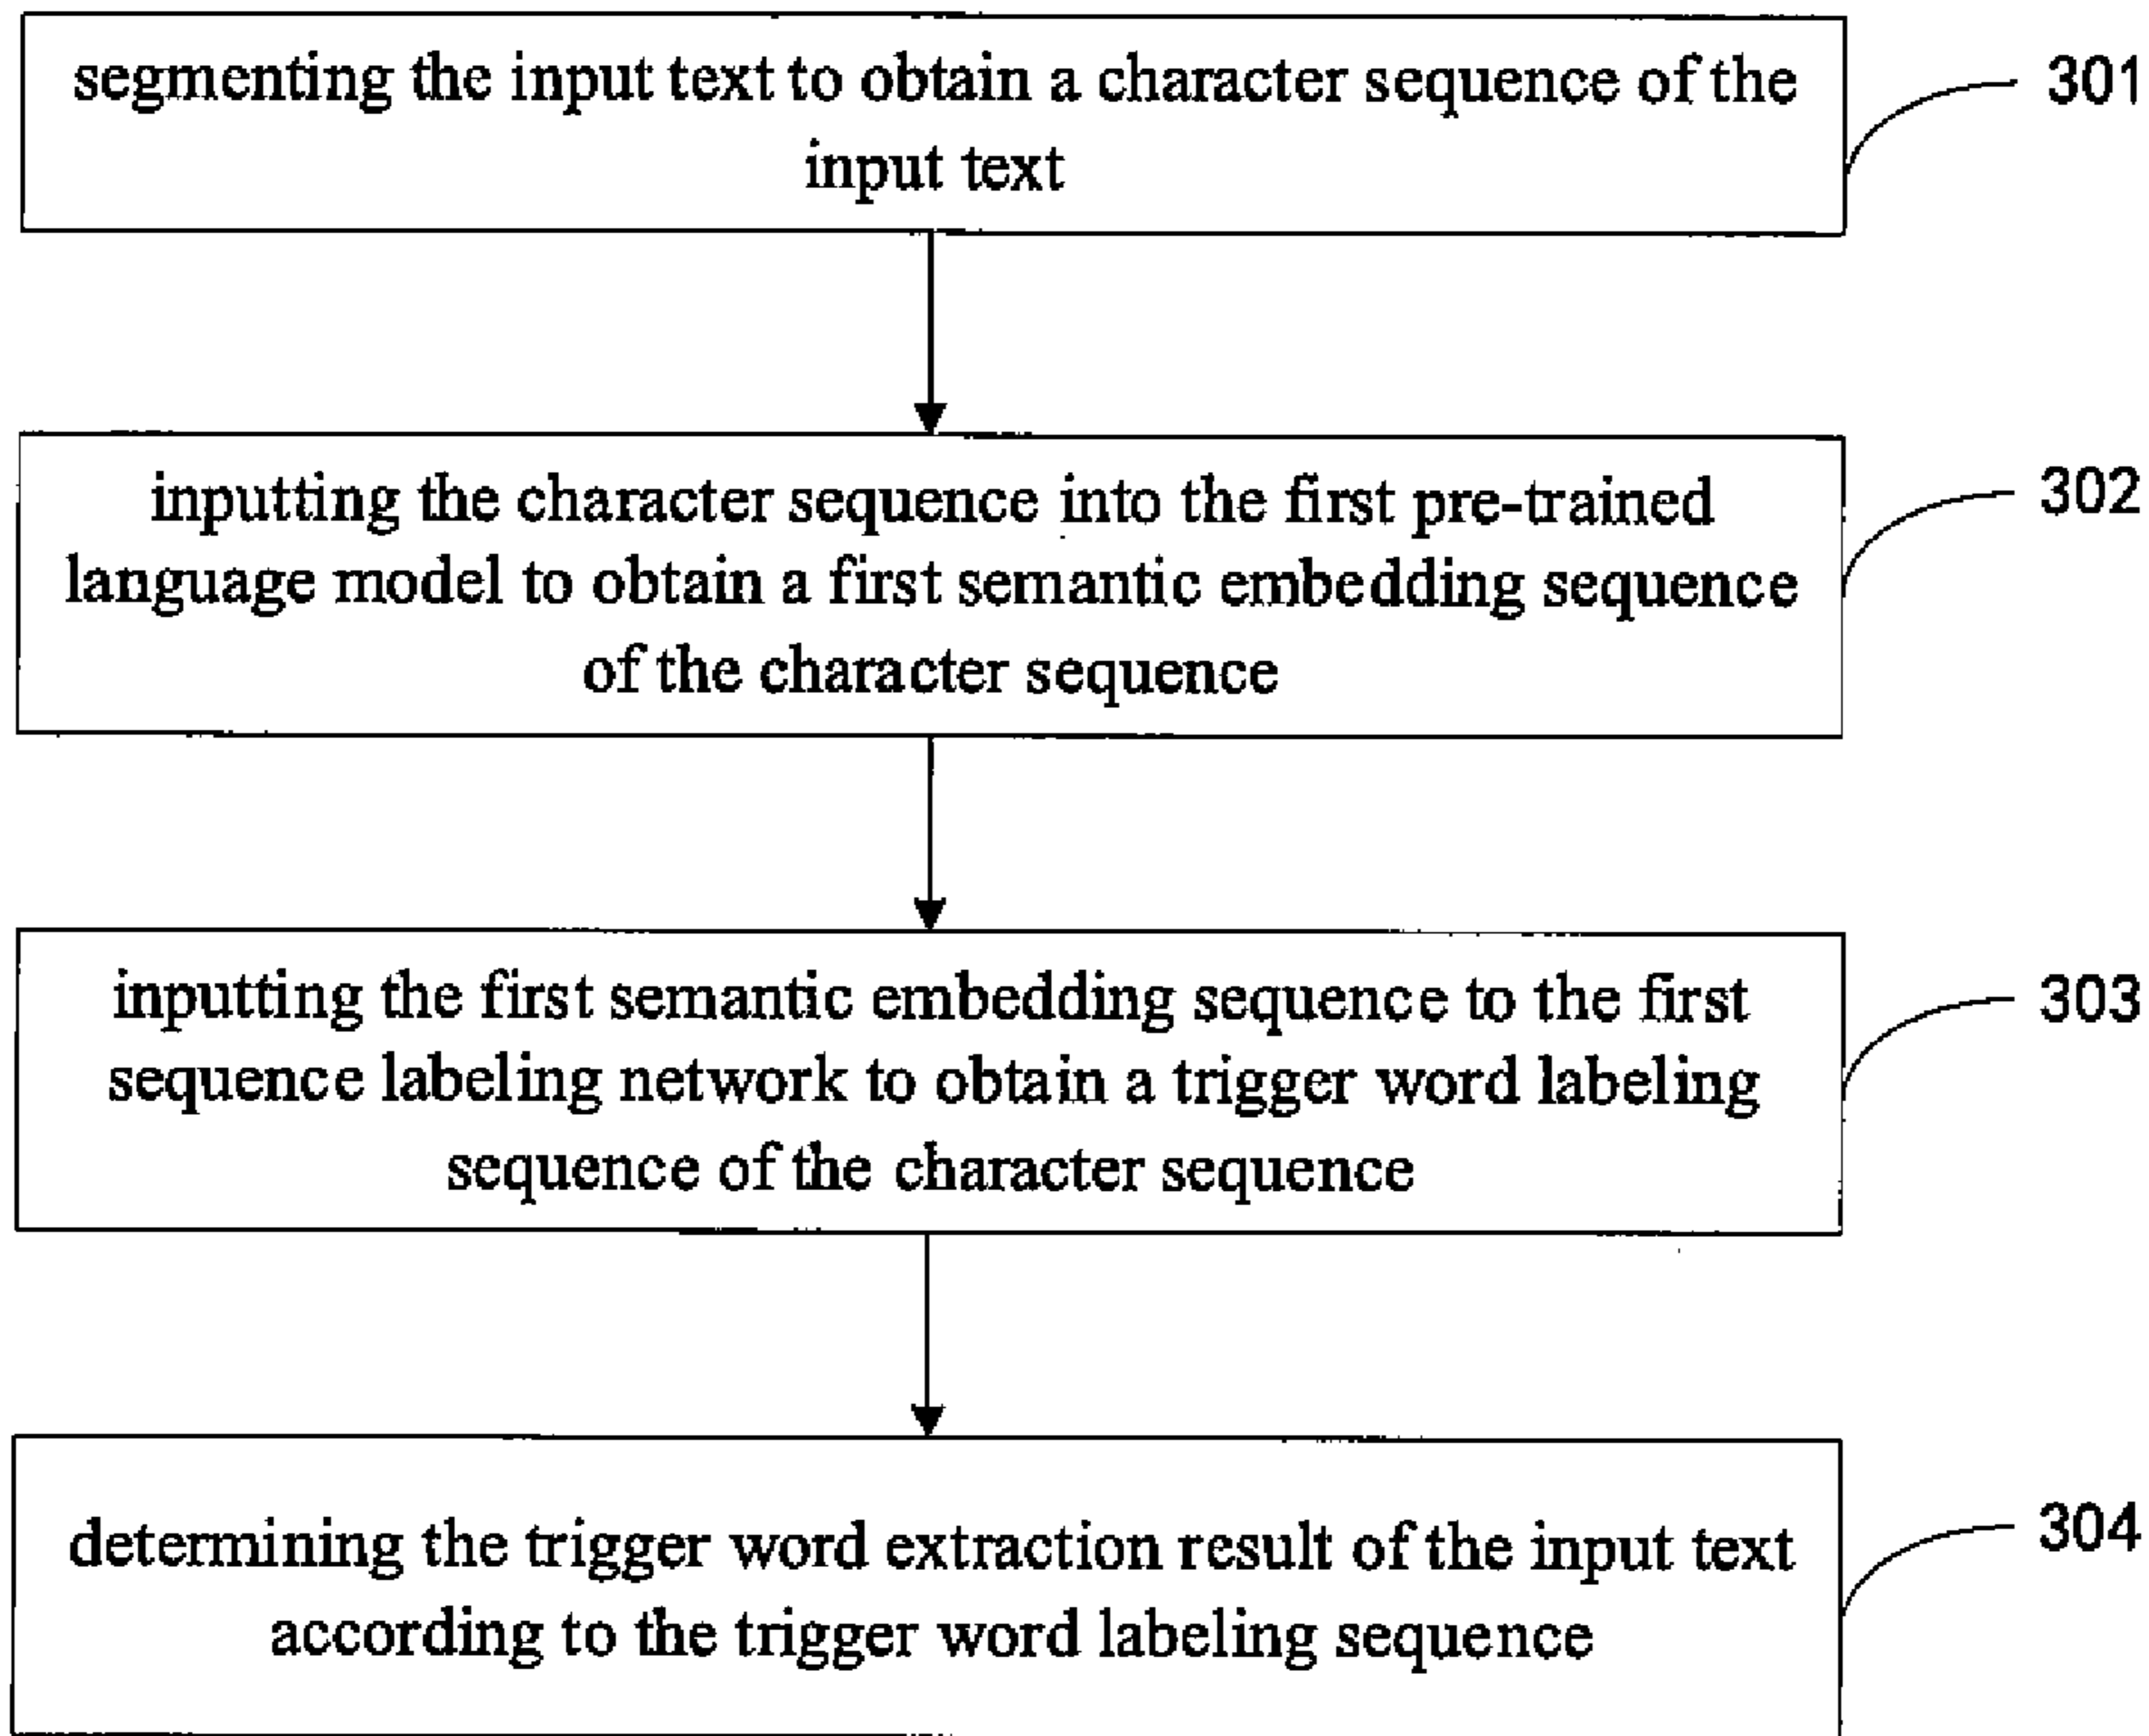 segmenting the input text to obtain a character sequence of the
input text
301
inputting the character sequence into the first pre-trained
language model to obtain a first semantic embedding sequence
of the character sequence
302
inputting the first semantic embedding sequence to the first
sequence labeling network to obtain a trigger word labeling
sequence of the character sequence
303
determining the trigger word extraction result of the input text
according to the trigger word labeling sequence
304